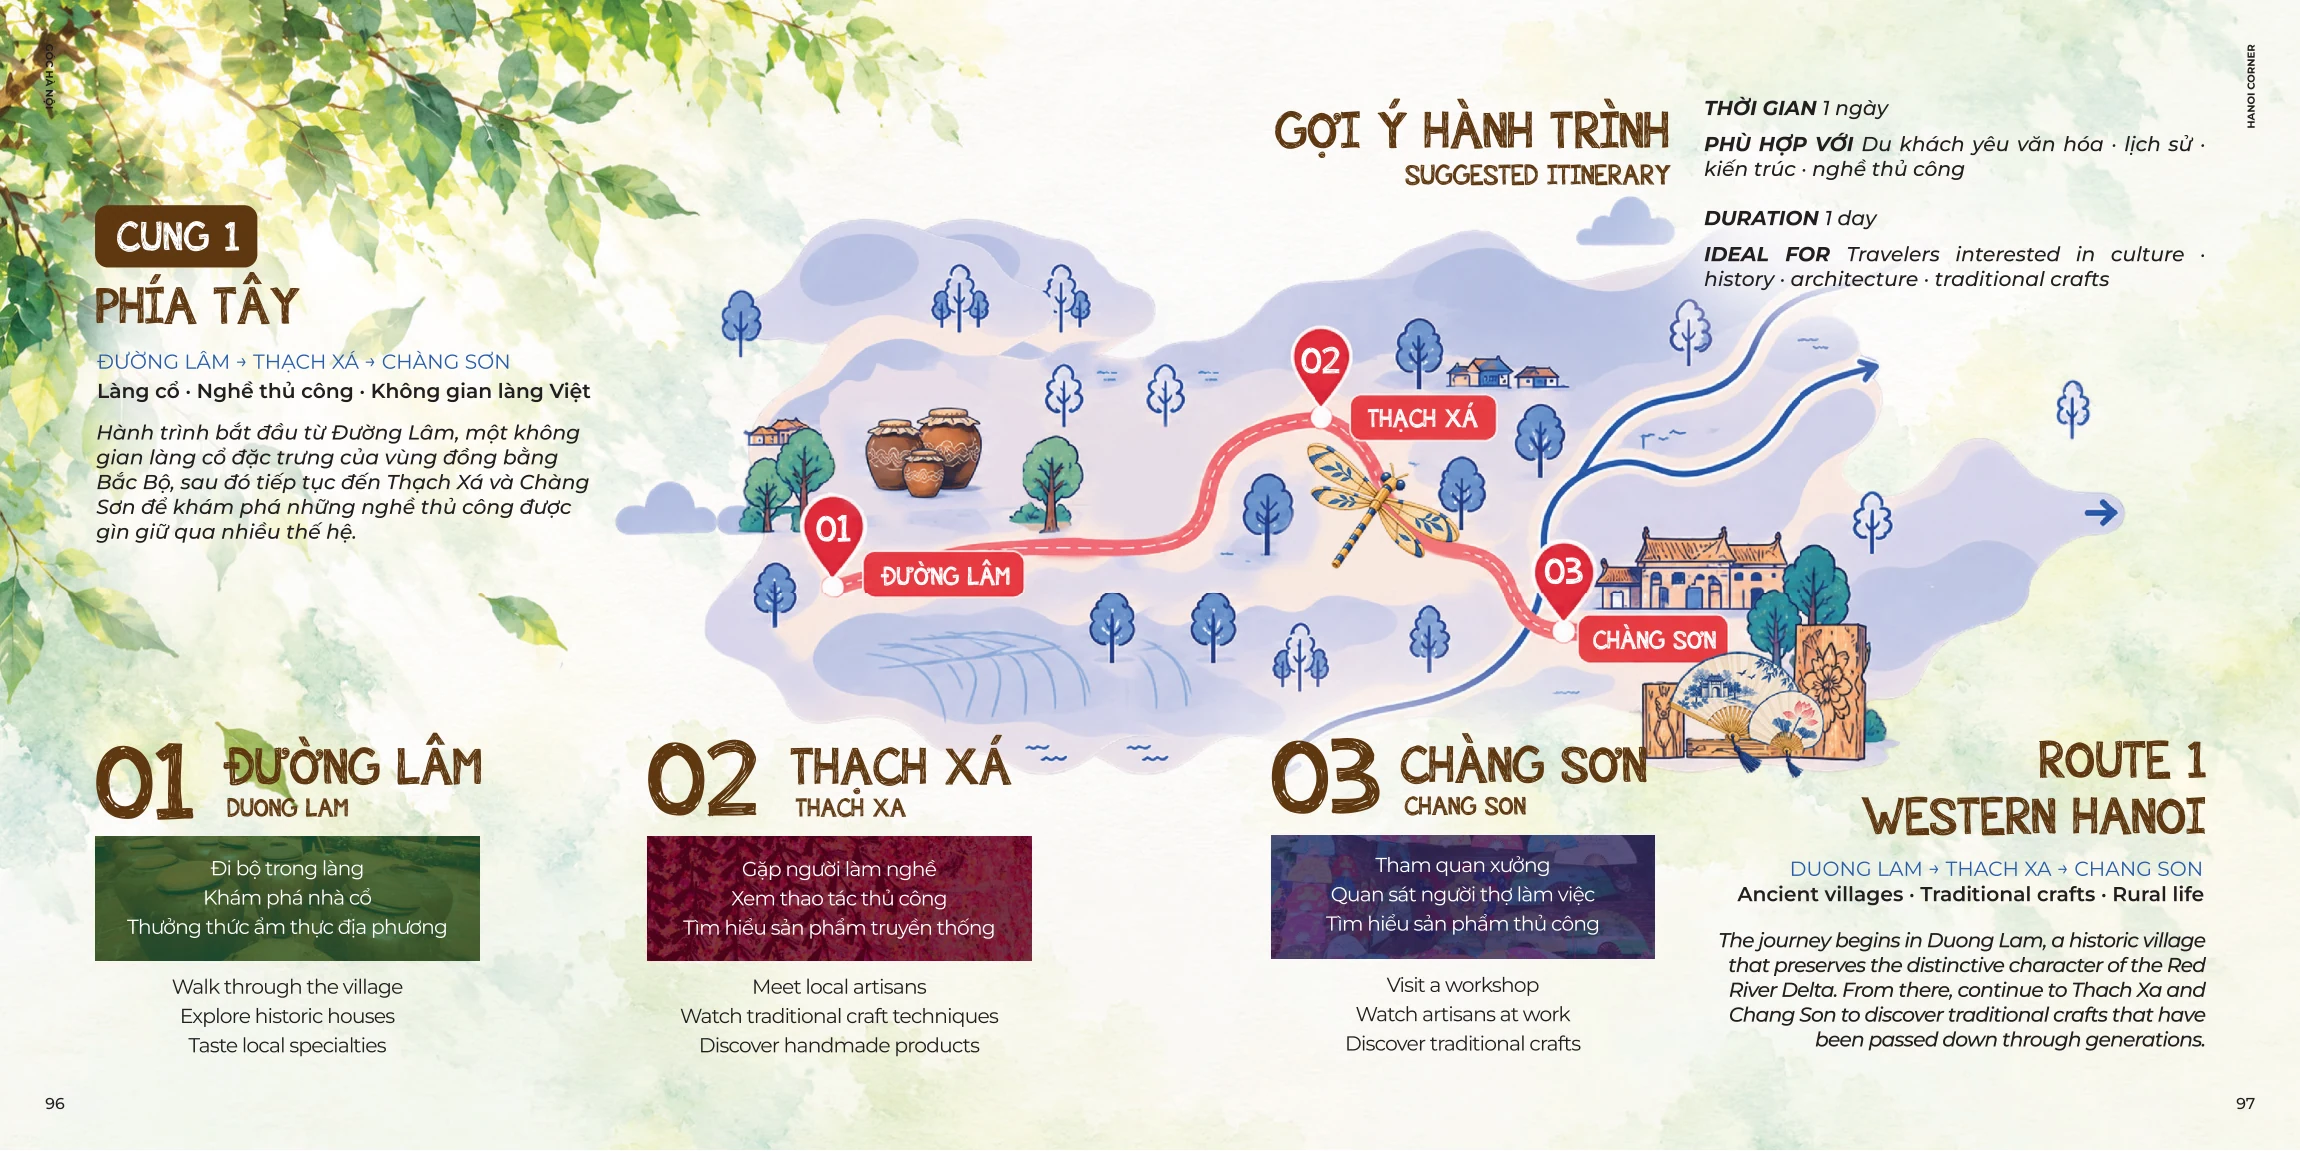 GÓC HÀ NỘI
HANOI CORNER
CUNG 1
PHÍA TÂY
ĐƯỜNG LÂM → THẠCH XÁ → CHÀNG SƠN
Làng cổ · Nghề thủ công · Không gian làng Việt
Hành trình bắt đầu từ Đường Lâm, một không
gian làng cổ đặc trưng của vùng đồng bằng
Bắc Bộ, sau đó tiếp tục đến Thạch Xá và Chàng
Sơn để khám phá những nghề thủ công được
gìn giữ qua nhiều thế hệ.
GỢI Ý HÀNH TRÌNH
SUGGESTED ITINERARY
THỜI GIAN 1 ngày
PHÙ HỢP VỚI Du khách yêu văn hóa · lịch sử ·
kiến trúc · nghề thủ công
DURATION 1 day
IDEAL FOR Travelers interested in culture ·
history · architecture · traditional crafts
01
ĐƯỜNG LÂM
02
THẠCH XÁ
03
CHÀNG SƠN
01 ĐƯỜNG LÂM
DUONG LAM
Đi bộ trong làng
Khám phá nhà cổ
Thưởng thức ẩm thực địa phương
Walk through the village
Explore historic houses
Taste local specialties
02 THẠCH XÁ
THACH XA
Gặp người làm nghề
Xem thao tác thủ công
Tìm hiểu sản phẩm truyền thống
Meet local artisans
Watch traditional craft techniques
Discover handmade products
03 CHÀNG SƠN
CHANG SON
Tham quan xưởng
Quan sát người thợ làm việc
Tìm hiểu sản phẩm thủ công
Visit a workshop
Watch artisans at work
Discover traditional crafts
ROUTE 1
WESTERN HANOI
DUONG LAM → THACH XA → CHANG SON
Ancient villages · Traditional crafts · Rural life
The journey begins in Duong Lam, a historic village
that preserves the distinctive character of the Red
River Delta. From there, continue to Thach Xa and
Chang Son to discover traditional crafts that have
been passed down through generations.
96
97